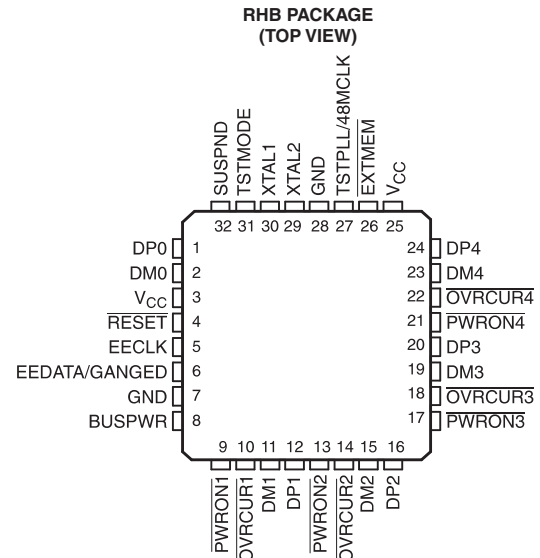 RHB PACKAGE
(TOP VIEW)
SUSPND
TSTMODE
XTAL1
XTAL2
GND
TSTPLL/48MCLK
EXTMEM
VCC
32 31 30 29 28 27 26 25
DP0 1
DM0 2
VCC 3
RESET 4
EECLK 5
EEDATA/GANGED 6
GND 7
BUSPWR 8
24 DP4
23 DM4
22 OVRCUR4
21 PWRON4
20 DP3
19 DM3
18 OVRCUR3
17 PWRON3
9 10 11 12 13 14 15 16
PWRON1
OVRCUR1
DM1
DP1
PWRON2
OVRCUR2
DM2
DP2